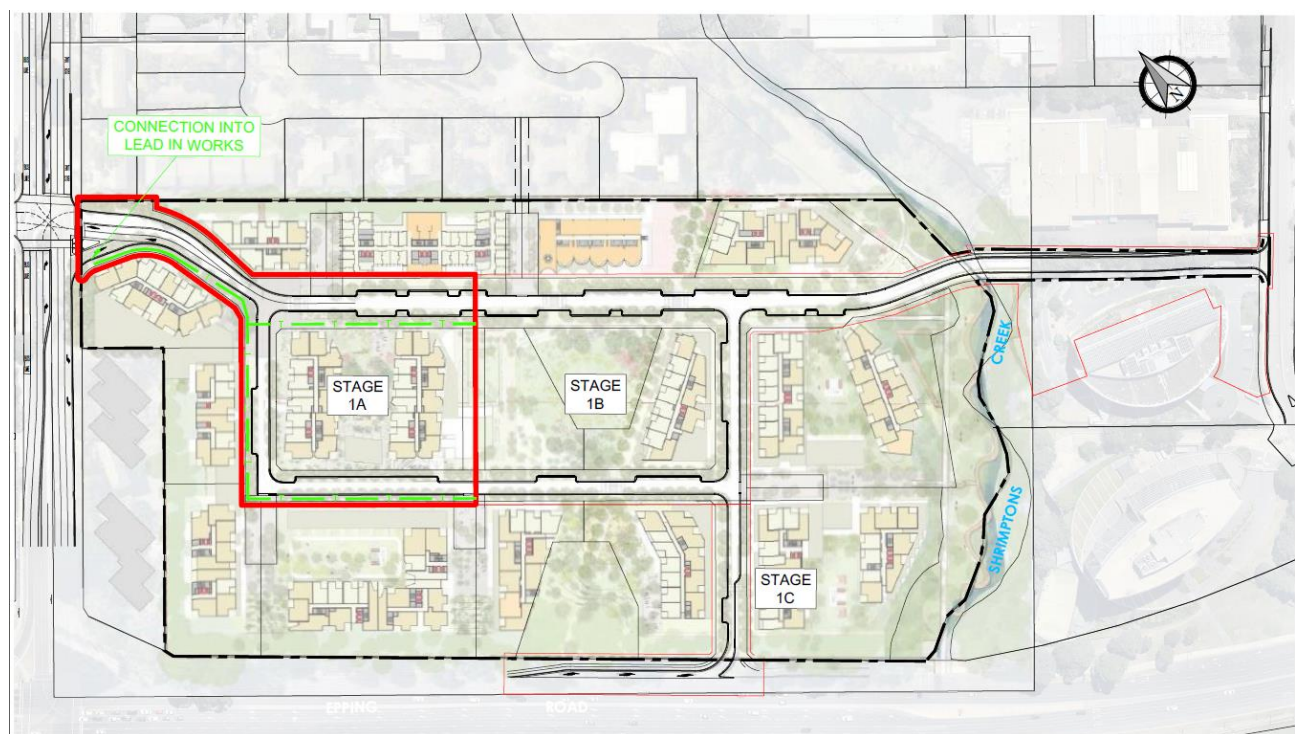 CONNECTION INTO
LEAD IN WORKS
N
STAGE
1A
STAGE
1B
CREEK
SHRIMPTONS
STAGE
1C
EPPING ROAD